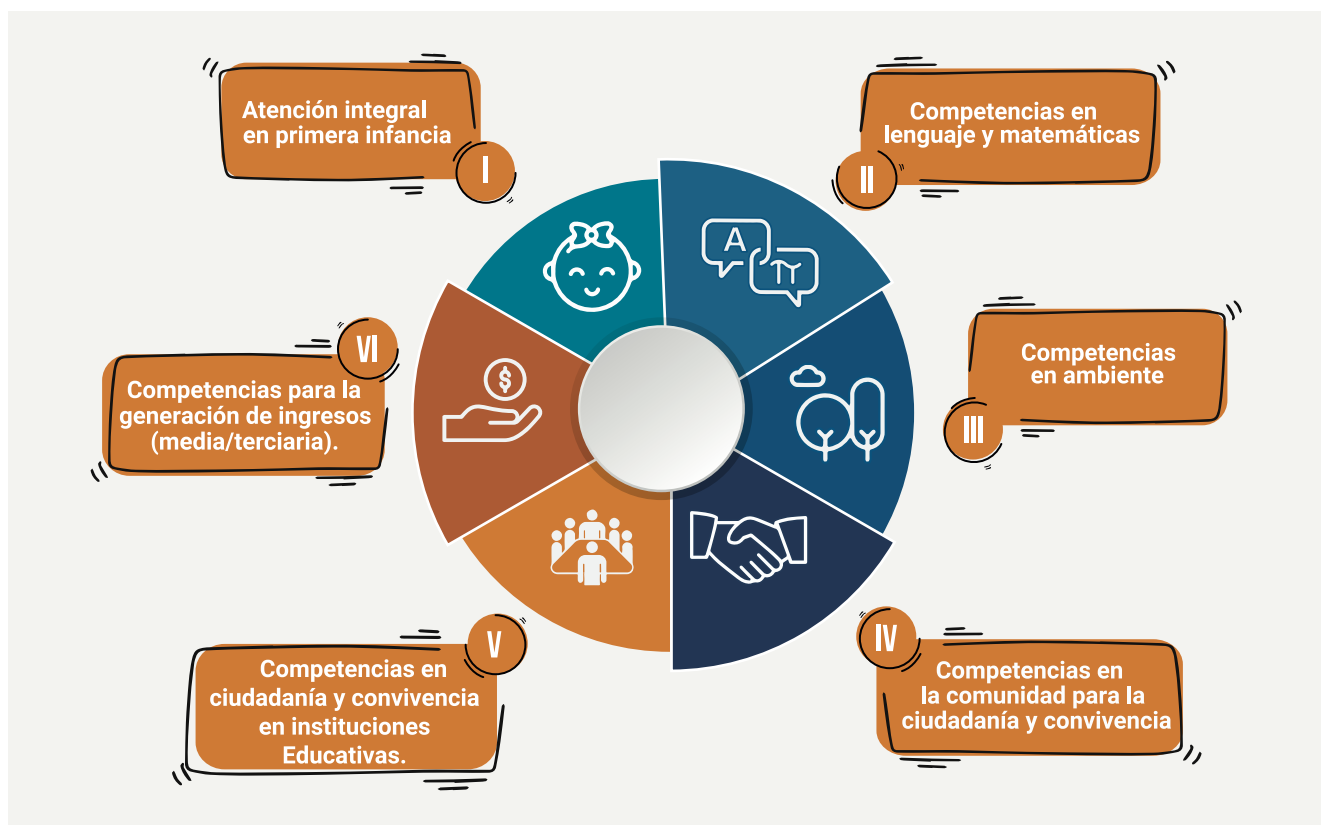 Atención integral
en primera infancia
I
Competencias en
lenguaje y matemáticas
II
A
π
Competencias
en ambiente
III
Competencias en
la comunidad para la
ciudadanía y convivencia
IV
Competencias en
ciudadanía y convivencia
en instituciones
Educativas.
V
Competencias para la
generación de ingresos
(media/terciaria).
VI
$